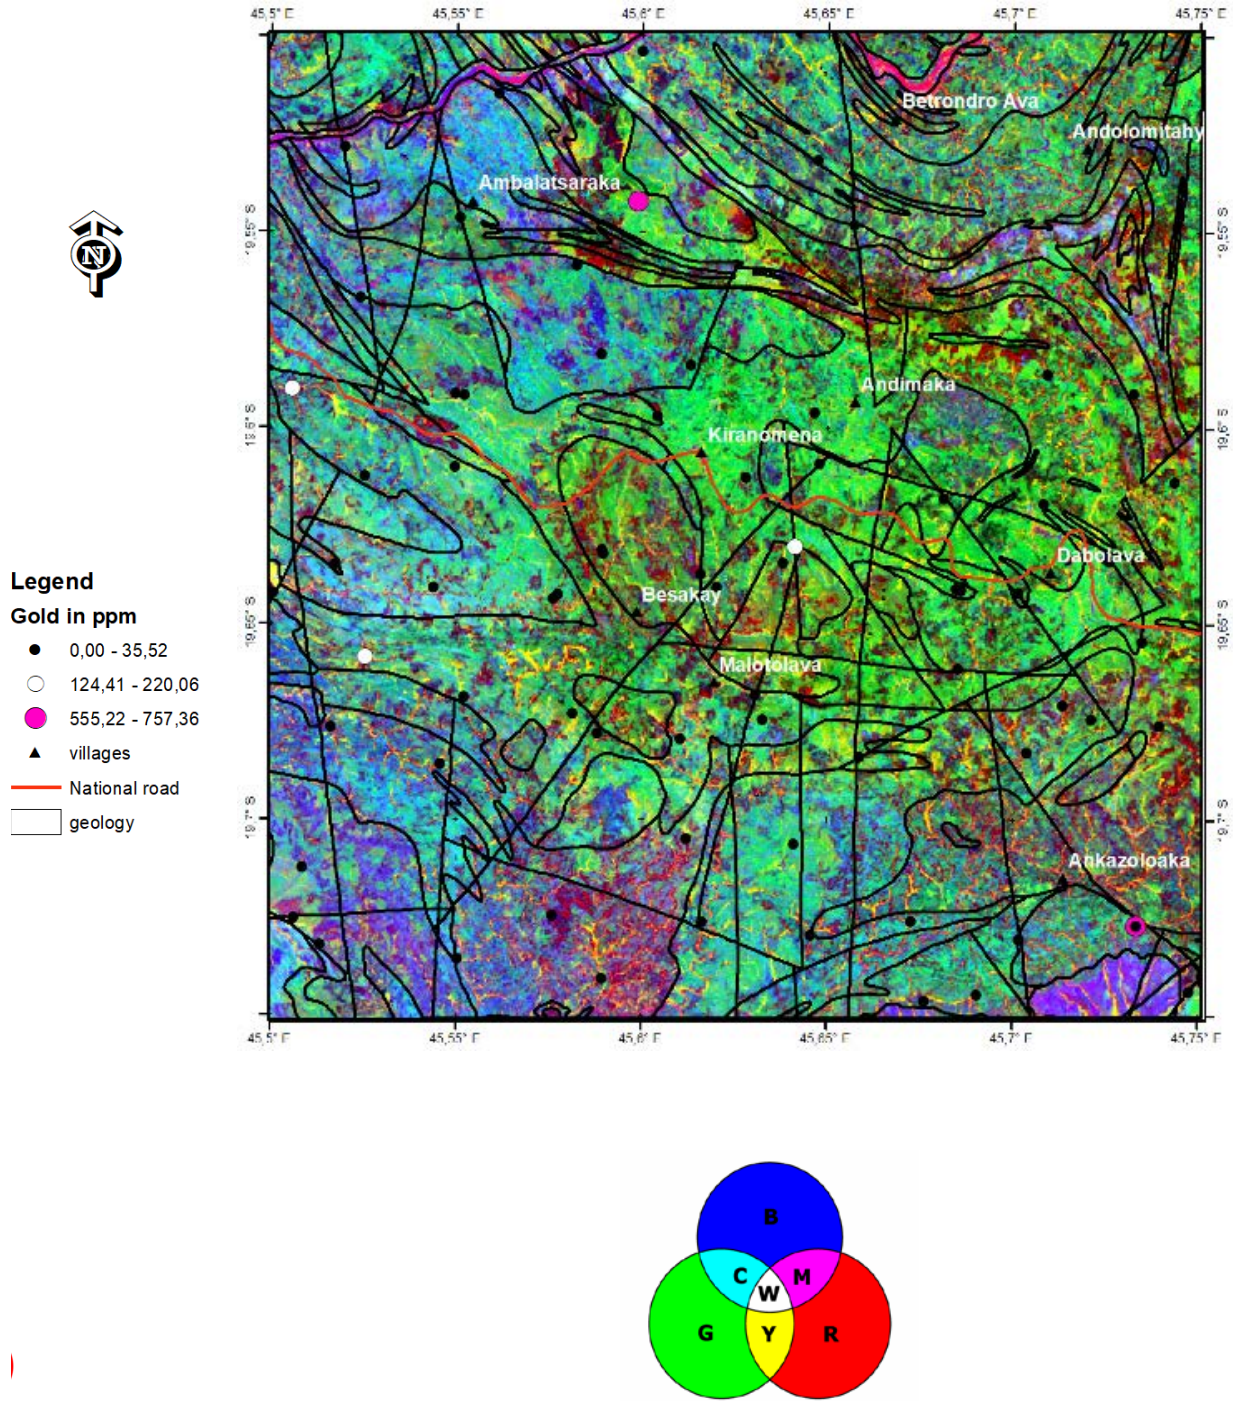 45,5° E 45,55° E 45,6° E 45,65° E 45,7° E 45,75° E
Betrondro Ava
Andolomitahy
Ambalatsaraka
N
19,55° S 19,55° S
Andimaka
Kiranomena
19,6° S 19,6° S
Dabolava
Besakay
19,65° S 19,65° S
Malotolava
Legend
Gold in ppm
0,00 - 35,52
124,41 - 220,06
555,22 - 757,36
villages
National road
geology
19,7° S 19,7° S
Ankazoloaka
45,5° E 45,55° E 45,6° E 45,65° E 45,7° E 45,75° E
B
C M
W
G Y R